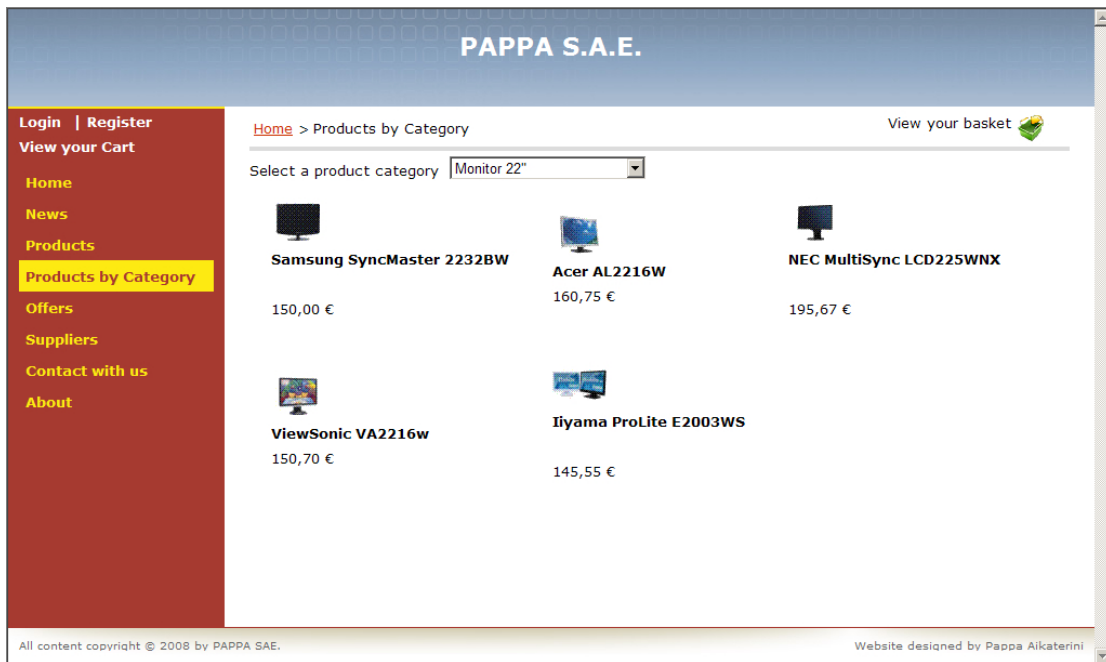 PAPPA S.A.E.
Login | Register
View your Cart
Home
News
Products
Products by Category
Offers
Suppliers
Contact with us
About
Home > Products by Category
View your basket
Select a product category Monitor 22"
Samsung SyncMaster 2232BW
150,00 €
Acer AL2216W
160,75 €
NEC MultiSync LCD225WNX
195,67 €
ViewSonic VA2216w
150,70 €
Iiyama ProLite E2003WS
145,55 €
All content copyright © 2008 by PAPPA SAE.
Website designed by Pappa Aikaterini